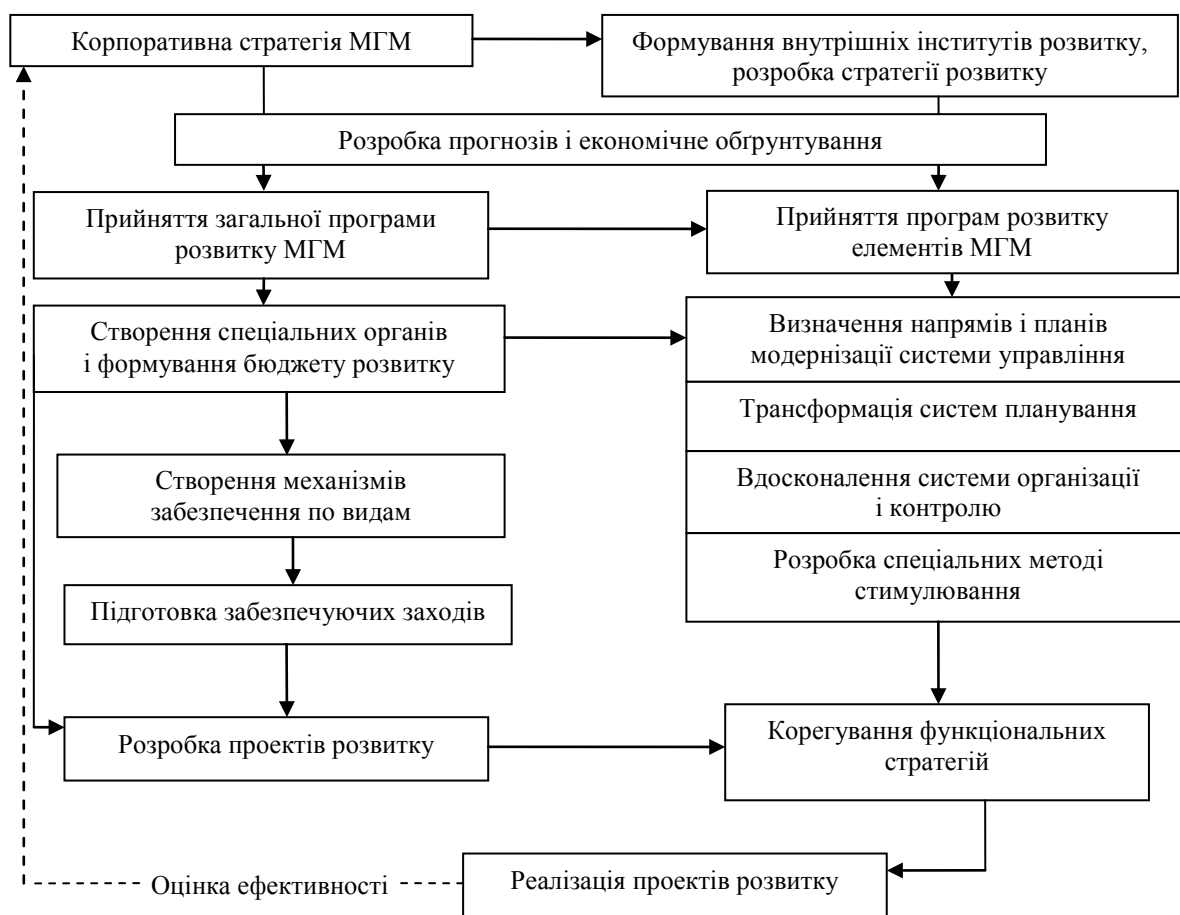 Корпоративна стратегія МГМ
Формування внутрішніх інститутів розвитку,
розробка стратегії розвитку
Розробка прогнозів і економічне обґрунтування
Прийняття загальної програми
розвитку МГМ
Прийняття програм розвитку
елементів МГМ
Створення спеціальних органів
і формування бюджету розвитку
Визначення напрямів і планів
модернізації системи управління
Трансформація систем планування
Створення механізмів
забезпечення по видам
Вдосконалення системи організації
і контролю
Розробка спеціальних методі
стимулювання
Підготовка забезпечуючих заходів
Розробка проектів розвитку
Корегування функціональних
стратегій
Оцінка ефективності
Реалізація проектів розвитку